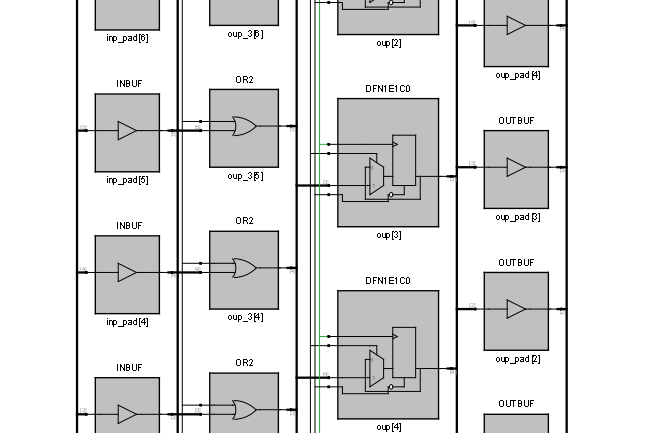 inp_pad[6]
oup_3[6]
oup[2]
oup_pad[4]
INBUF
OR2
DFN1E1C0
OUTBUF
inp_pad[5]
oup_3[5]
oup_pad[3]
oup[3]
INBUF
OR2
DFN1E1C0
OUTBUF
inp_pad[4]
oup_3[4]
oup_pad[2]
INBUF
OR2
OUTBUF
oup[4]